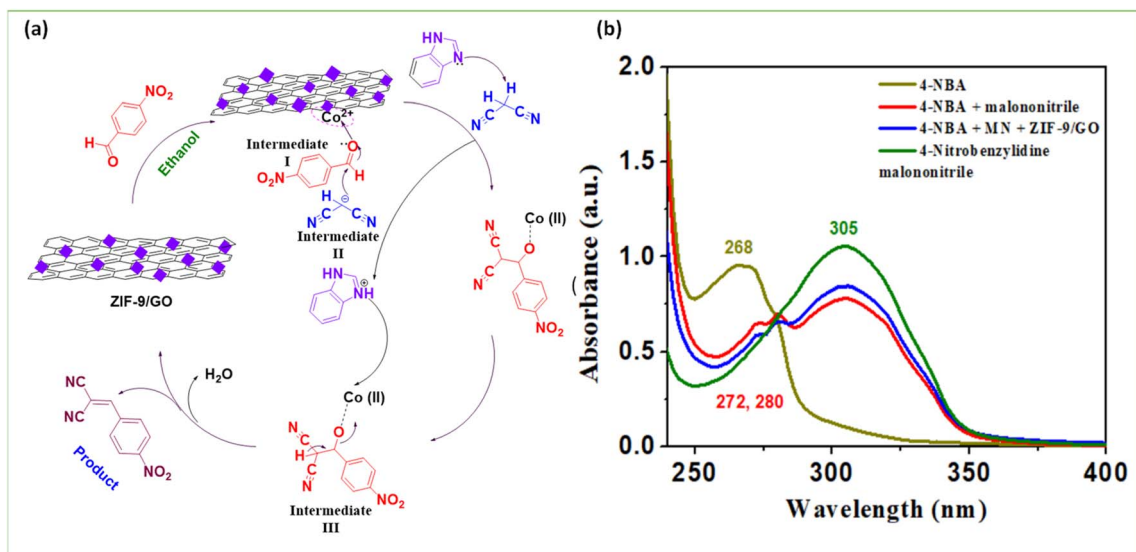 (a)
HN
N
H
NC
CN
NO₂
H
O
Ethanol
Co²⁺
Intermediate
I
O
O₂N
H
H
⊖
N
N
Intermediate
II
HN
NH
⊕
ZIF-9/GO
Co (II)
N
O
N
NO₂
(
H₂O
NC
NC
NO₂
Product
Co (II)
N
O
H
N
NO₂
Intermediate
III
(b)
2.0
1.5
1.0
0.5
0.0
Absorbance (a.u.)
4-NBA
4-NBA + malononitrile
4-NBA + MN + ZIF-9/GO
4-Nitrobenzylidine
malononitrile
268
305
272, 280
250
300
350
400
Wavelength (nm)